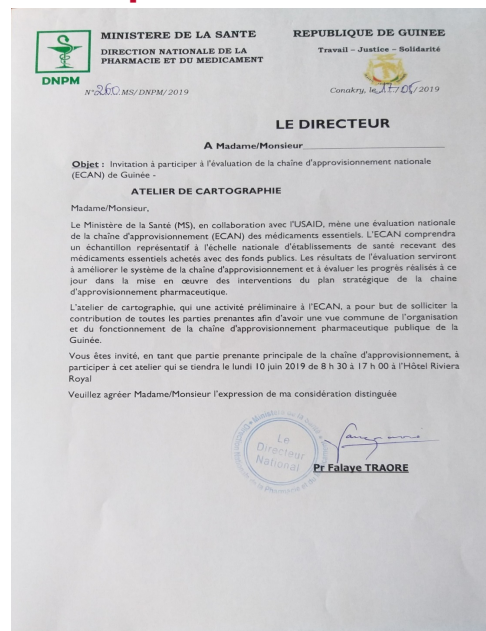 MINISTERE DE LA SANTE
DIRECTION NATIONALE DE LA
PHARMACIE ET DU MEDICAMENT
REPUBLIQUE DE GUINEE
Travail – Justice – Solidarité
DNPM
N° 260 MS/DNPM/2019
Conakry, le /2019
LE DIRECTEUR
A Madame/Monsieur
Objet : Invitation à participer à l'évaluation de la chaîne d'approvisionnement nationale
(ECAN) de Guinée -
ATELIER DE CARTOGRAPHIE
Madame/Monsieur,
Le Ministère de la Santé (MS), en collaboration avec l'USAID, mène une évaluation nationale
de la chaîne d'approvisionnement (ECAN) des médicaments essentiels. L'ECAN comprendra
un échantillon représentatif à l'échelle nationale d'établissements de santé recevant des
médicaments essentiels achetés avec des fonds publics. Les résultats de l'évaluation serviront
à améliorer le système de la chaîne d'approvisionnement et à évaluer les progrès réalisés à ce
jour dans la mise en œuvre des interventions du plan stratégique de la chaine
d'approvisionnement pharmaceutique.
L'atelier de cartographie, qui une activité préliminaire à l'ECAN, a pour but de solliciter la
contribution de toutes les parties prenantes afin d'avoir une vue commune de l'organisation
et du fonctionnement de la chaîne d'approvisionnement pharmaceutique publique de la
Guinée.
Vous êtes invité, en tant que partie prenante principale de la chaîne d'approvisionnement, à
participer à cet atelier qui se tiendra le lundi 10 juin 2019 de 8 h 30 à 17 h 00 à l'Hôtel Riviera
Royal
Veuillez agréer Madame/Monsieur l'expression de ma considération distinguée
Le
Directeur
National
Pr Falaye TRAORE